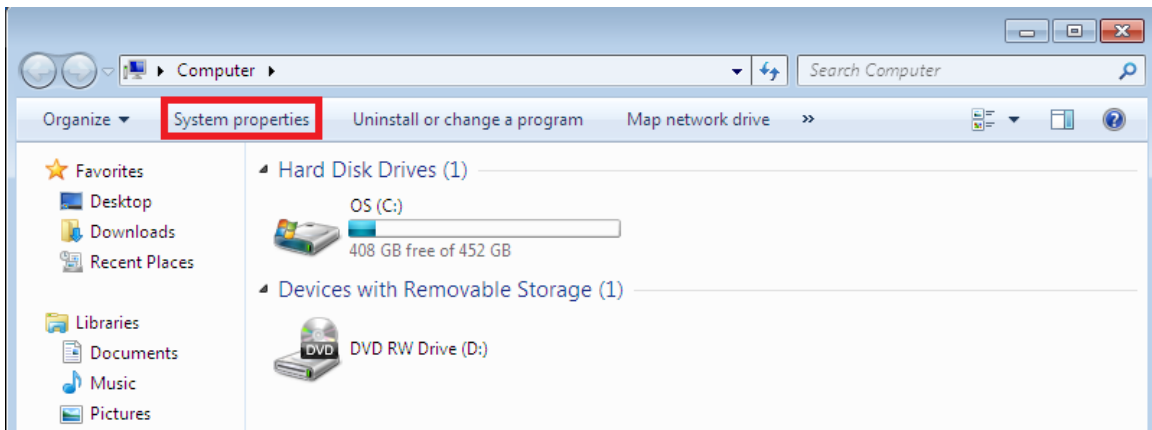 Computer
Search Computer
Organize System properties Uninstall or change a program Map network drive »
Favorites
Desktop
Downloads
Recent Places
Libraries
Documents
Music
Pictures
Hard Disk Drives (1)
OS (C:)
408 GB free of 452 GB
Devices with Removable Storage (1)
DVD
DVD RW Drive (D:)